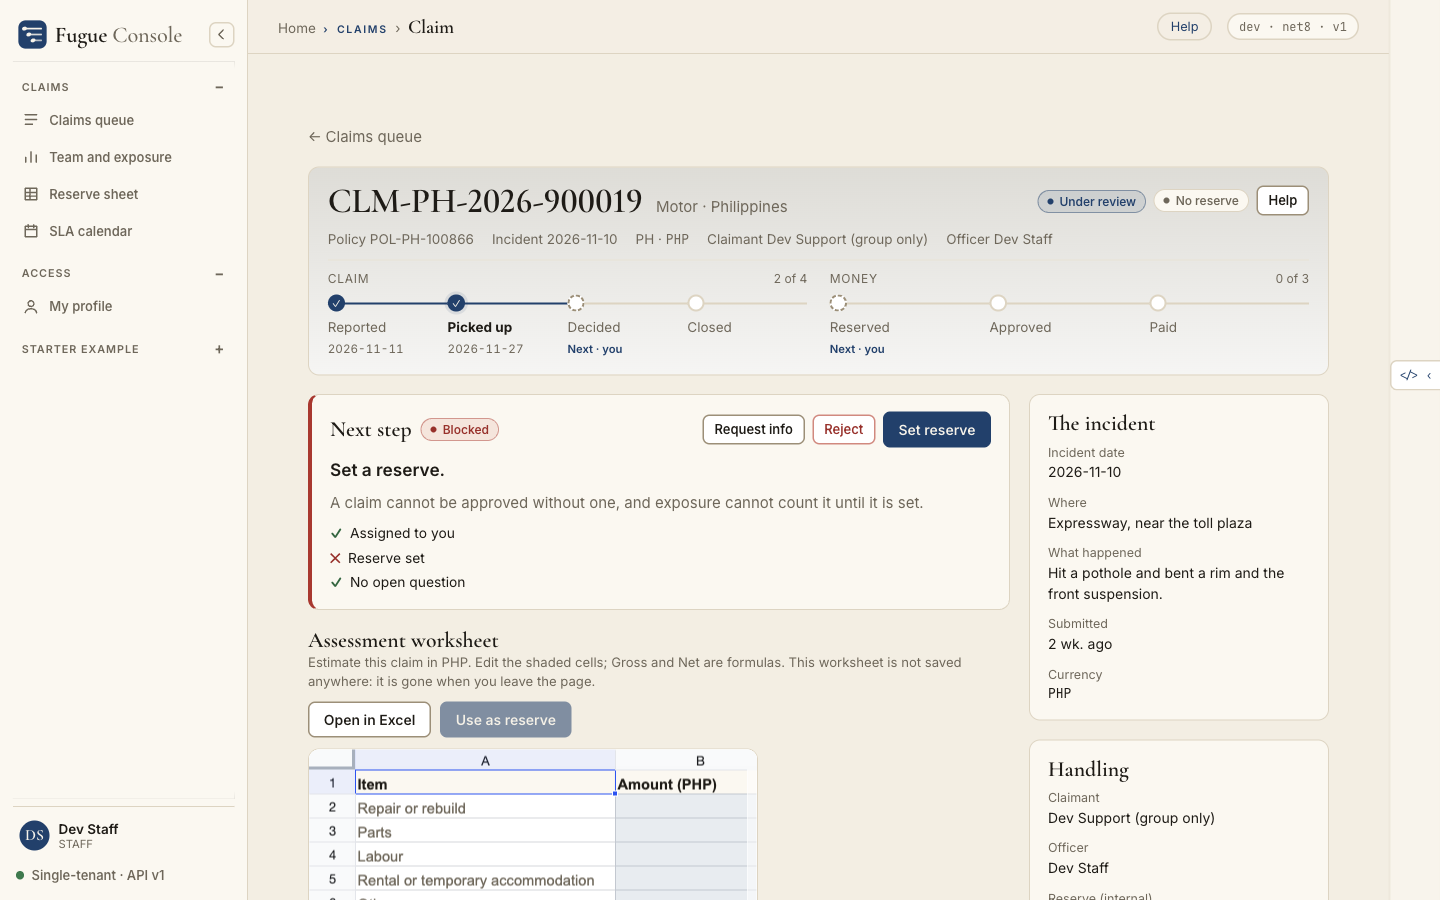 Fugue Console
CLAIMS
Claims queue
Team and exposure
Reserve sheet
SLA calendar
ACCESS
My profile
STARTER EXAMPLE
DS
Dev Staff
STAFF
Single-tenant · API v1
Home › CLAIMS › Claim
Help
dev · net8 · v1
← Claims queue
CLM-PH-2026-900019 Motor · Philippines
Under review
No reserve
Help
Policy POL-PH-100866 Incident 2026-11-10 PH · PHP Claimant Dev Support (group only) Officer Dev Staff
CLAIM 2 of 4
Reported Picked up Decided Closed
2026-11-11 2026-11-27 Next · you
MONEY 0 of 3
Reserved Approved Paid
Next · you
Next step Blocked
Request info
Reject
Set reserve
Set a reserve.
A claim cannot be approved without one, and exposure cannot count it until it is set.
Assigned to you
Reserve set
No open question
Assessment worksheet
Estimate this claim in PHP. Edit the shaded cells; Gross and Net are formulas. This worksheet is not saved
anywhere: it is gone when you leave the page.
Open in Excel
Use as reserve
A B
1 Item Amount (PHP)
2 Repair or rebuild
3 Parts
4 Labour
5 Rental or temporary accommodation
The incident
Incident date
2026-11-10
Where
Expressway, near the toll plaza
What happened
Hit a pothole and bent a rim and the
front suspension.
Submitted
2 wk. ago
Currency
PHP
Handling
Claimant
Dev Support (group only)
Officer
Dev Staff
Reserve (internal)
</> ‹